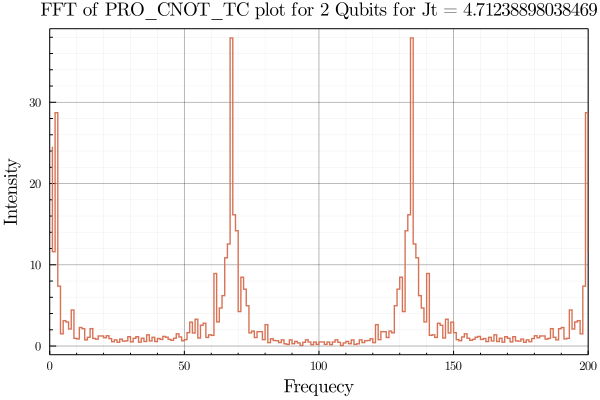 FFT of PRO_CNOT_TC plot for 2 Qubits for Jt = 4.71238898038469
30
20
10
0
Intensity
0 50 100 150 200
Frequecy